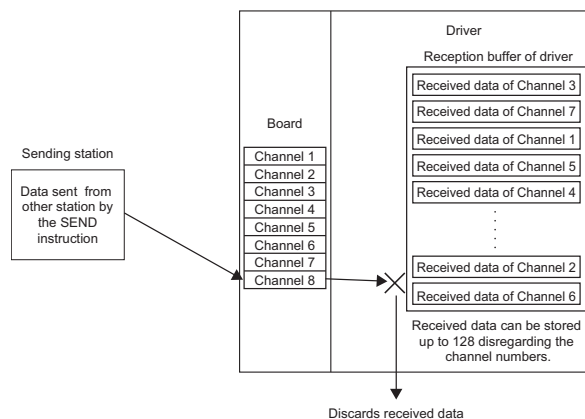 Driver
Reception buffer of driver
Received data of Channel 3
Received data of Channel 7
Received data of Channel 1
Received data of Channel 5
Received data of Channel 4
Received data of Channel 2
Received data of Channel 6
Received data can be stored
up to 128 disregarding the
channel numbers.
Board
Channel 1
Channel 2
Channel 3
Channel 4
Channel 5
Channel 6
Channel 7
Channel 8
Sending station
Data sent from
other station by
the SEND
instruction
Discards received data